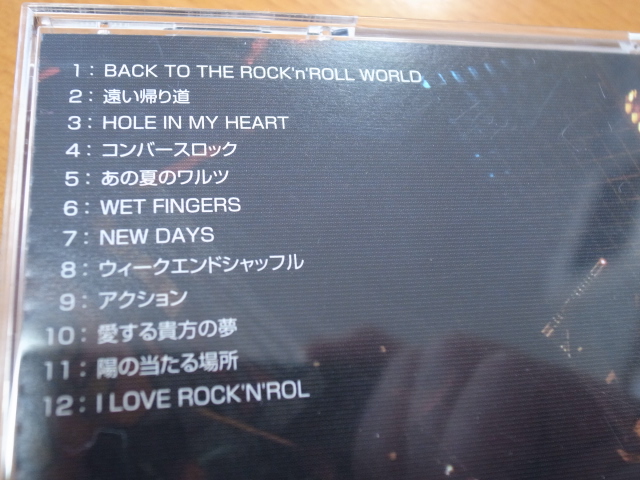 1 : BACK TO THE ROCK'n'ROLL WORLD
2 : 遠い帰り道
3 : HOLE IN MY HEART
4 : コンバースロック
5 : あの夏のワルツ
6 : WET FINGERS
7 : NEW DAYS
8 : ウィークエンドシャッフル
9 : アクション
10 : 愛する貴方の夢
11 : 陽の当たる場所
12 : I LOVE ROCK'N'ROL